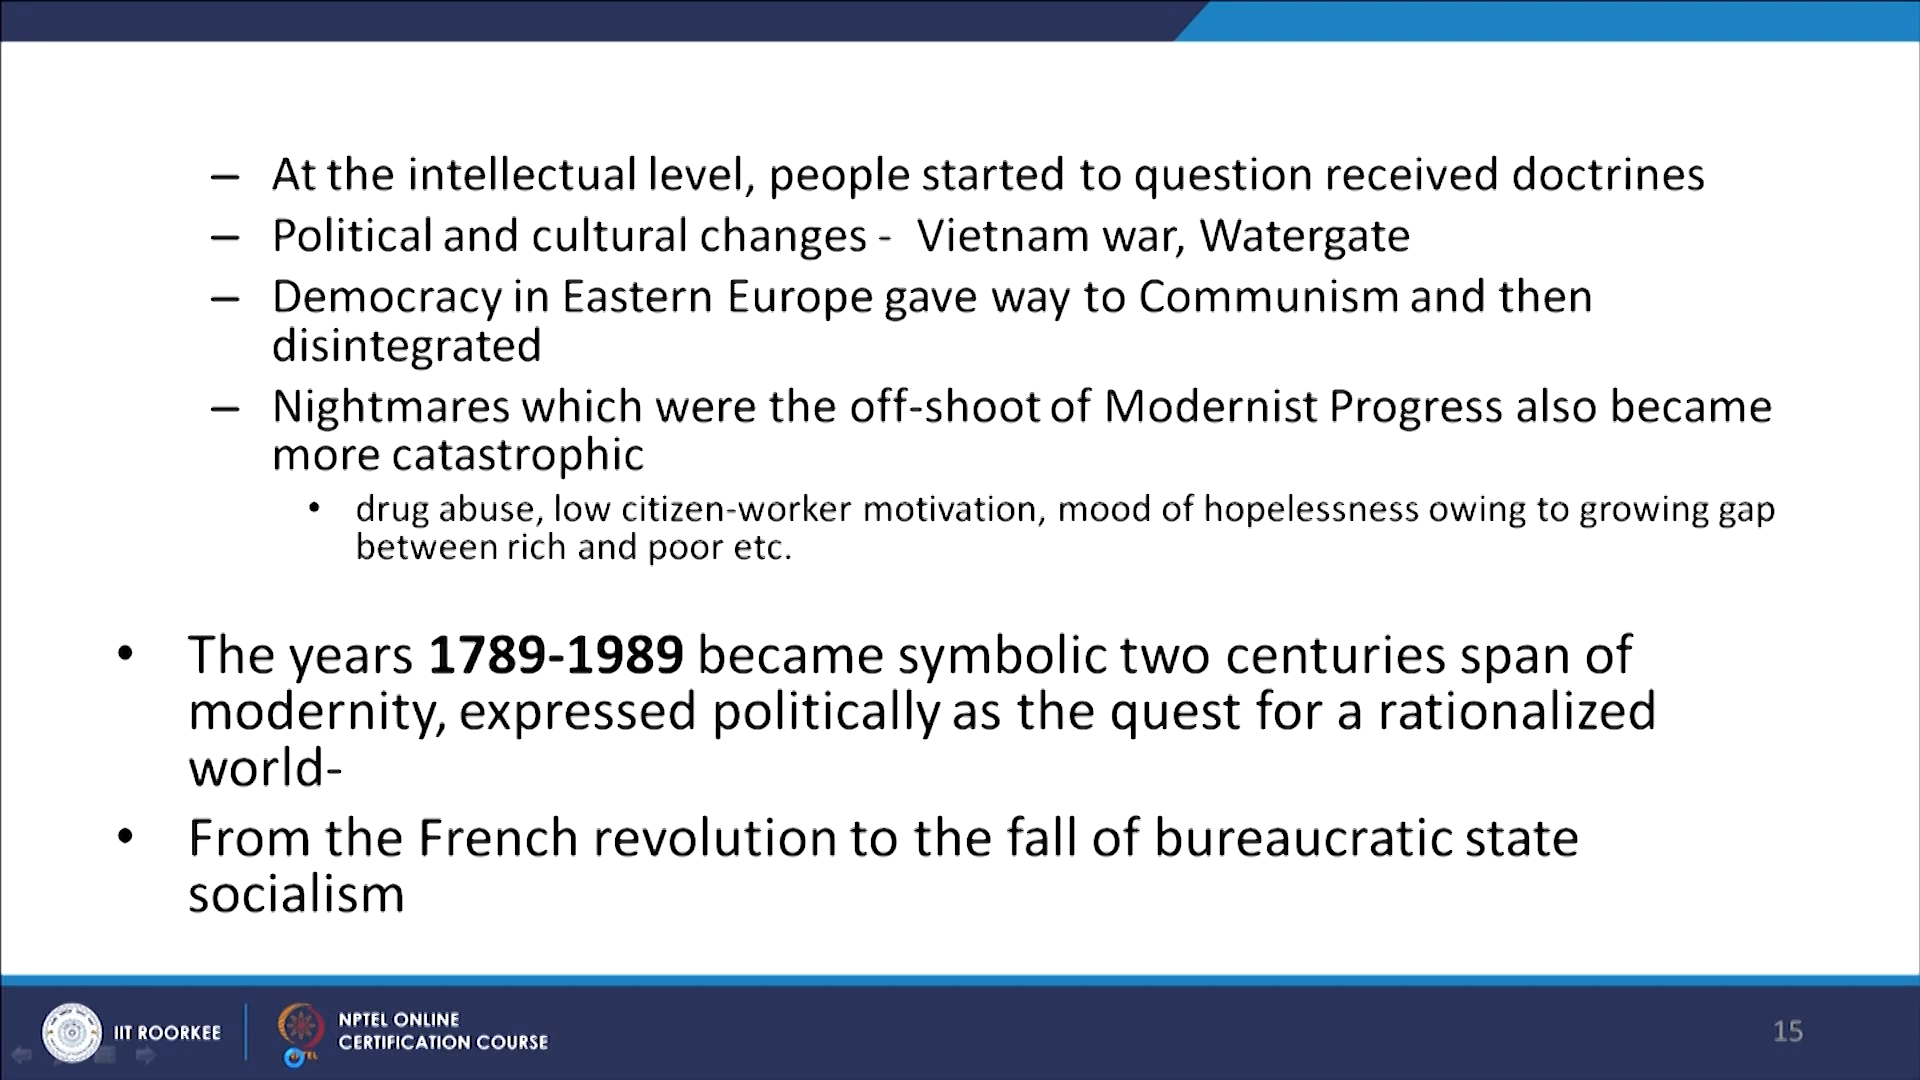 – At the intellectual level, people started to question received doctrines
– Political and cultural changes - Vietnam war, Watergate
– Democracy in Eastern Europe gave way to Communism and then
disintegrated
– Nightmares which were the off-shoot of Modernist Progress also became
more catastrophic
• drug abuse, low citizen-worker motivation, mood of hopelessness owing to growing gap
between rich and poor etc.
• The years 1789-1989 became symbolic two centuries span of
modernity, expressed politically as the quest for a rationalized
world-
• From the French revolution to the fall of bureaucratic state
socialism
IIT ROORKEE
NPTEL ONLINE
CERTIFICATION COURSE
15